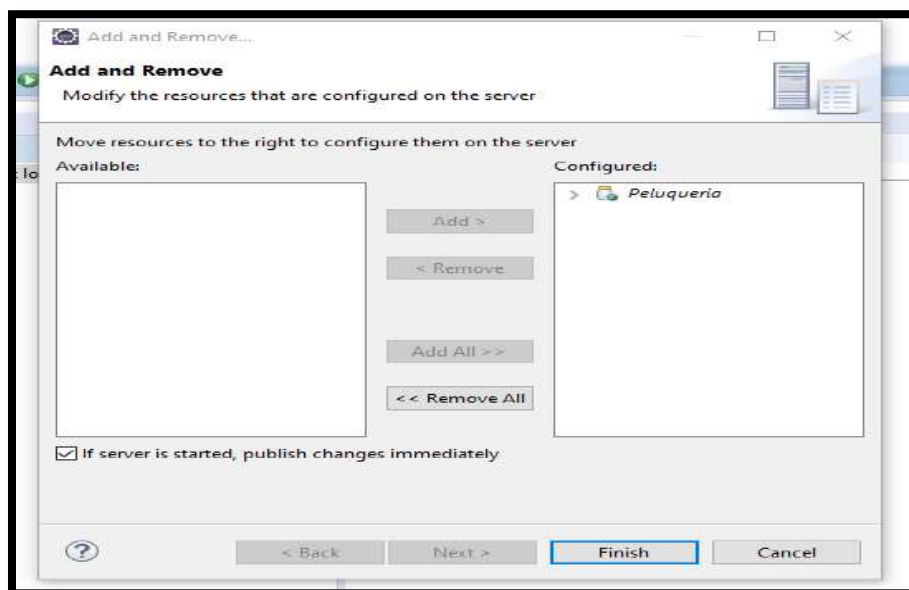 Add and Remove...
Add and Remove
Modify the resources that are configured on the server
Move resources to the right to configure them on the server
Available:
Configured:
lo
> Peluqueria
Add >
< Remove
Add All >>
<< Remove All
If server is started, publish changes immediately
?
< Back
Next >
Finish
Cancel